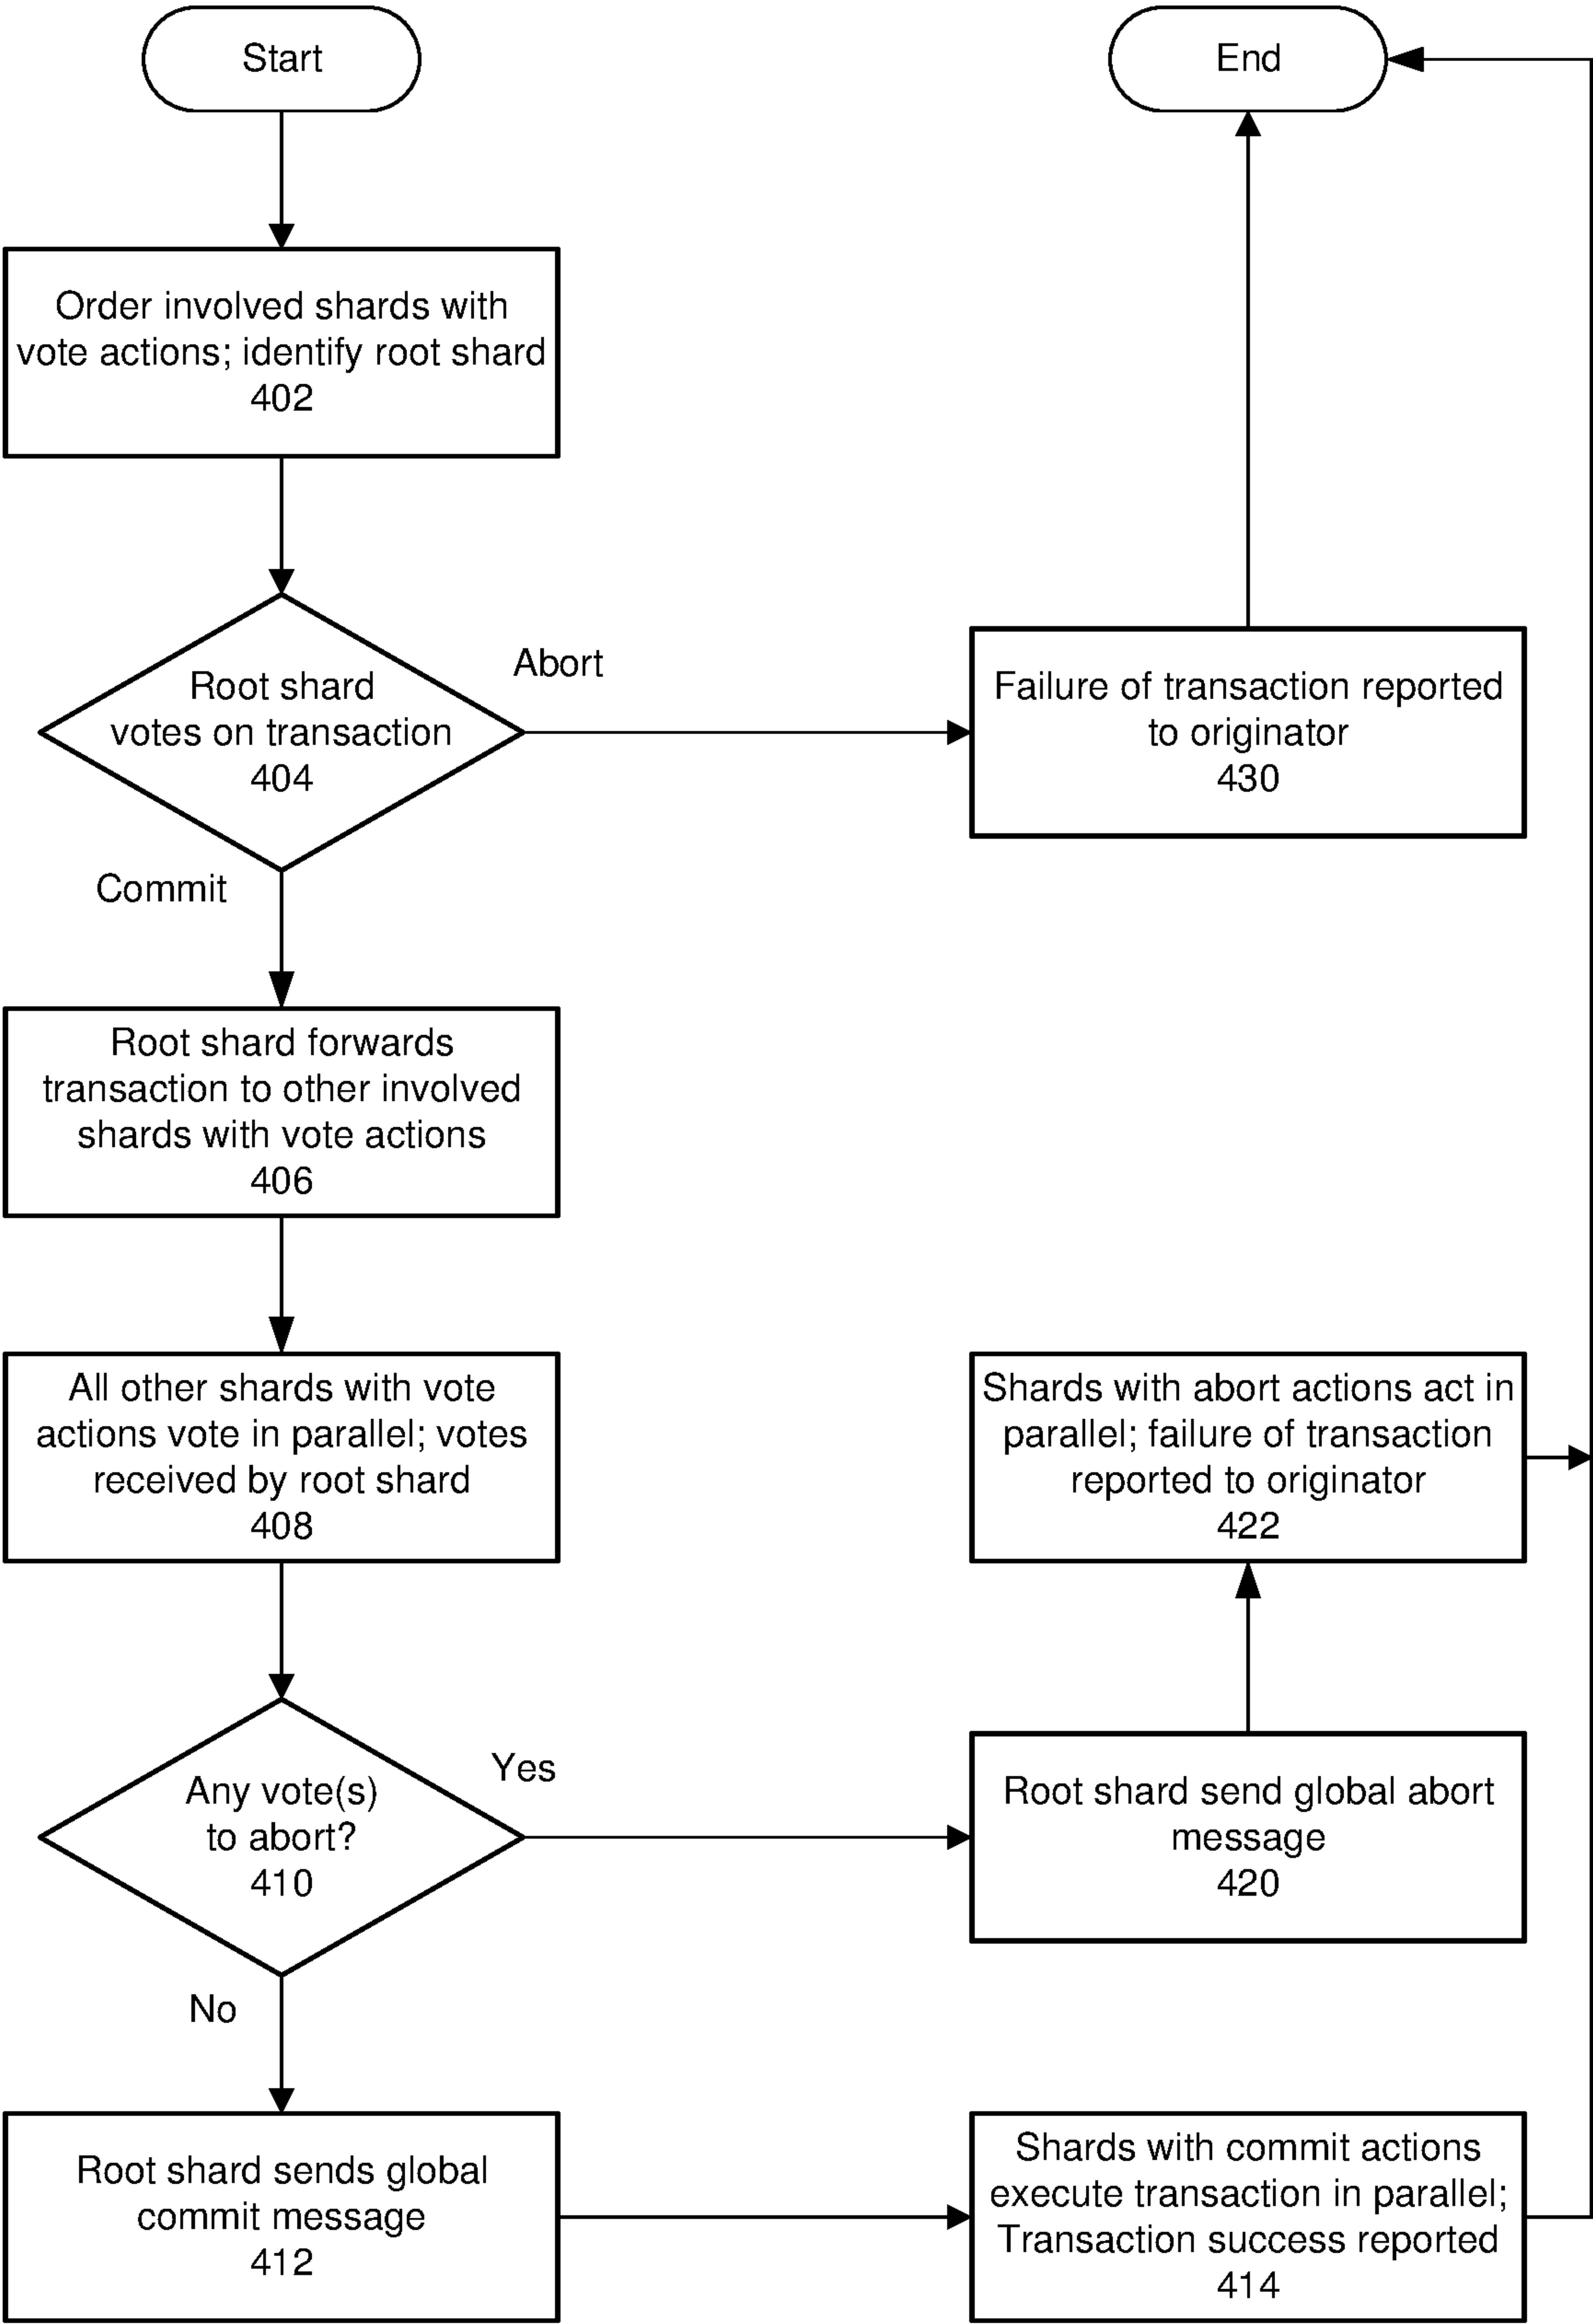 Start
End
Order involved shards with
vote actions; identify root shard
402
Root shard
votes on transaction
404
Abort
Failure of transaction reported
to originator
430
Commit
Root shard forwards
transaction to other involved
shards with vote actions
406
All other shards with vote
actions vote in parallel; votes
received by root shard
408
Shards with abort actions act in
parallel; failure of transaction
reported to originator
422
Any vote(s)
to abort?
410
Yes
Root shard send global abort
message
420
No
Root shard sends global
commit message
412
Shards with commit actions
execute transaction in parallel;
Transaction success reported
414